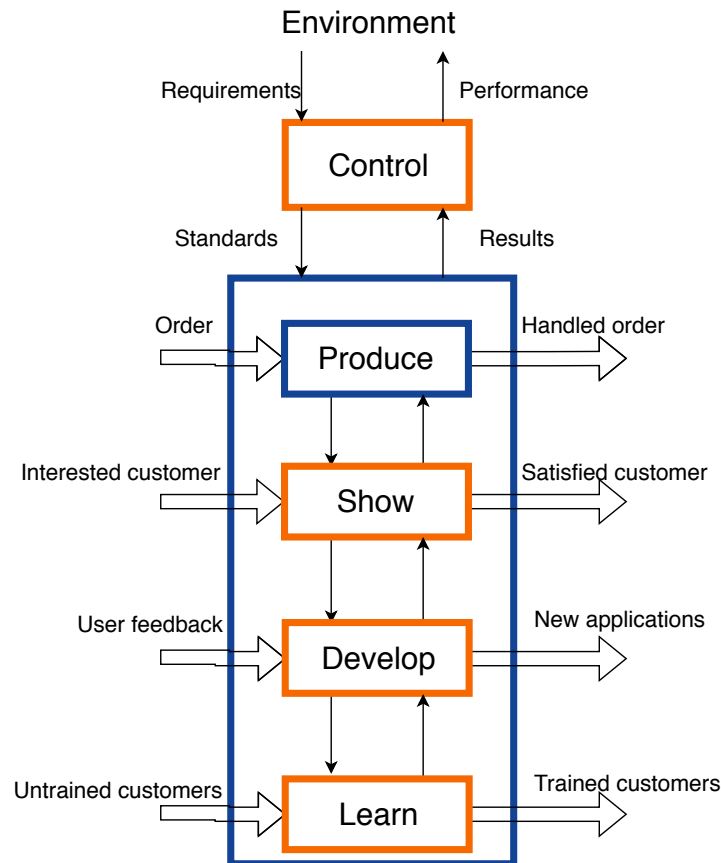 Environment
Requirements
Performance
Control
Standards
Results
Order
Handled order
Produce
Interested customer
Satisfied customer
Show
User feedback
New applications
Develop
Untrained customers
Trained customers
Learn